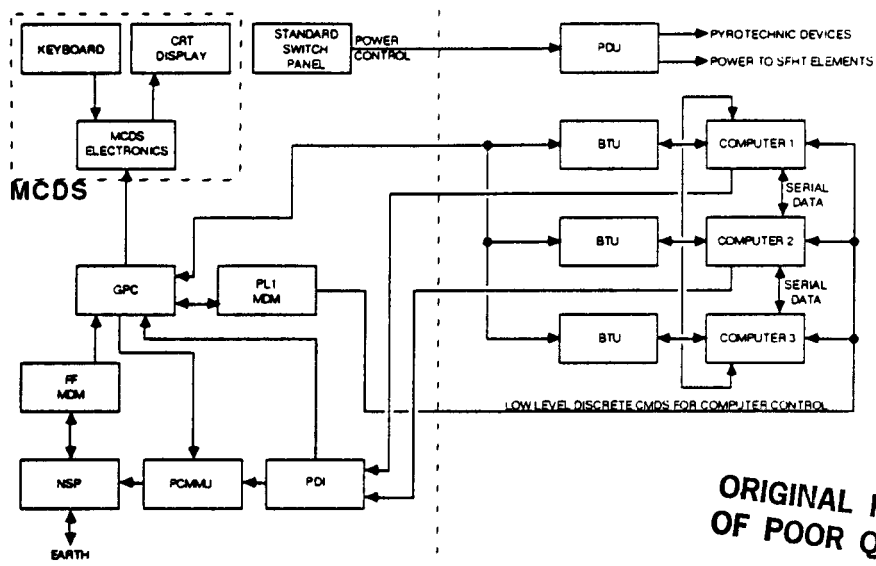 KEYBOARD
CRT
DISPLAY
STANDARD
SWITCH
PANEL
POWER
CONTROL
PDU
PYROTECHNIC DEVICES
POWER TO SFHT ELEMENTS
MCDS
ELECTRONICS
MCDS
BTU
COMPUTER 1
SERIAL
DATA
BTU
COMPUTER 2
SERIAL
DATA
BTU
COMPUTER 3
GPC
PL1
MDM
FF
MDM
LOW LEVEL DISCRETE CMDS FOR COMPUTER CONTROL
NSP
PCMMU
PDI
EARTH
ORIGINAL
OF POOR